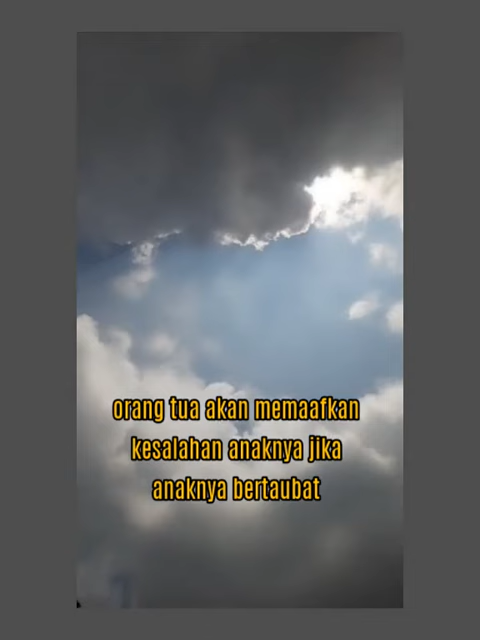 orang tua akan memaafkan
kesalahan anaknya jika
anaknya bertaubat